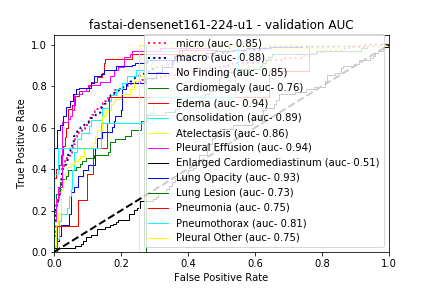 fastai-densenet161-224-u1 - validation AUC
1.0
0.8
0.6
0.4
0.2
0.0
True Positive Rate
micro (auc- 0.85)
macro (auc- 0.88)
No Finding (auc- 0.85)
Cardiomegaly (auc- 0.76)
Edema (auc- 0.94)
Consolidation (auc- 0.89)
Atelectasis (auc- 0.86)
Pleural Effusion (auc- 0.94)
Enlarged Cardiomediastinum (auc- 0.51)
Lung Opacity (auc- 0.93)
Lung Lesion (auc- 0.73)
Pneumonia (auc- 0.75)
Pneumothorax (auc- 0.81)
Pleural Other (auc- 0.75)
0.0 0.2 0.4 0.6 0.8 1.0
False Positive Rate